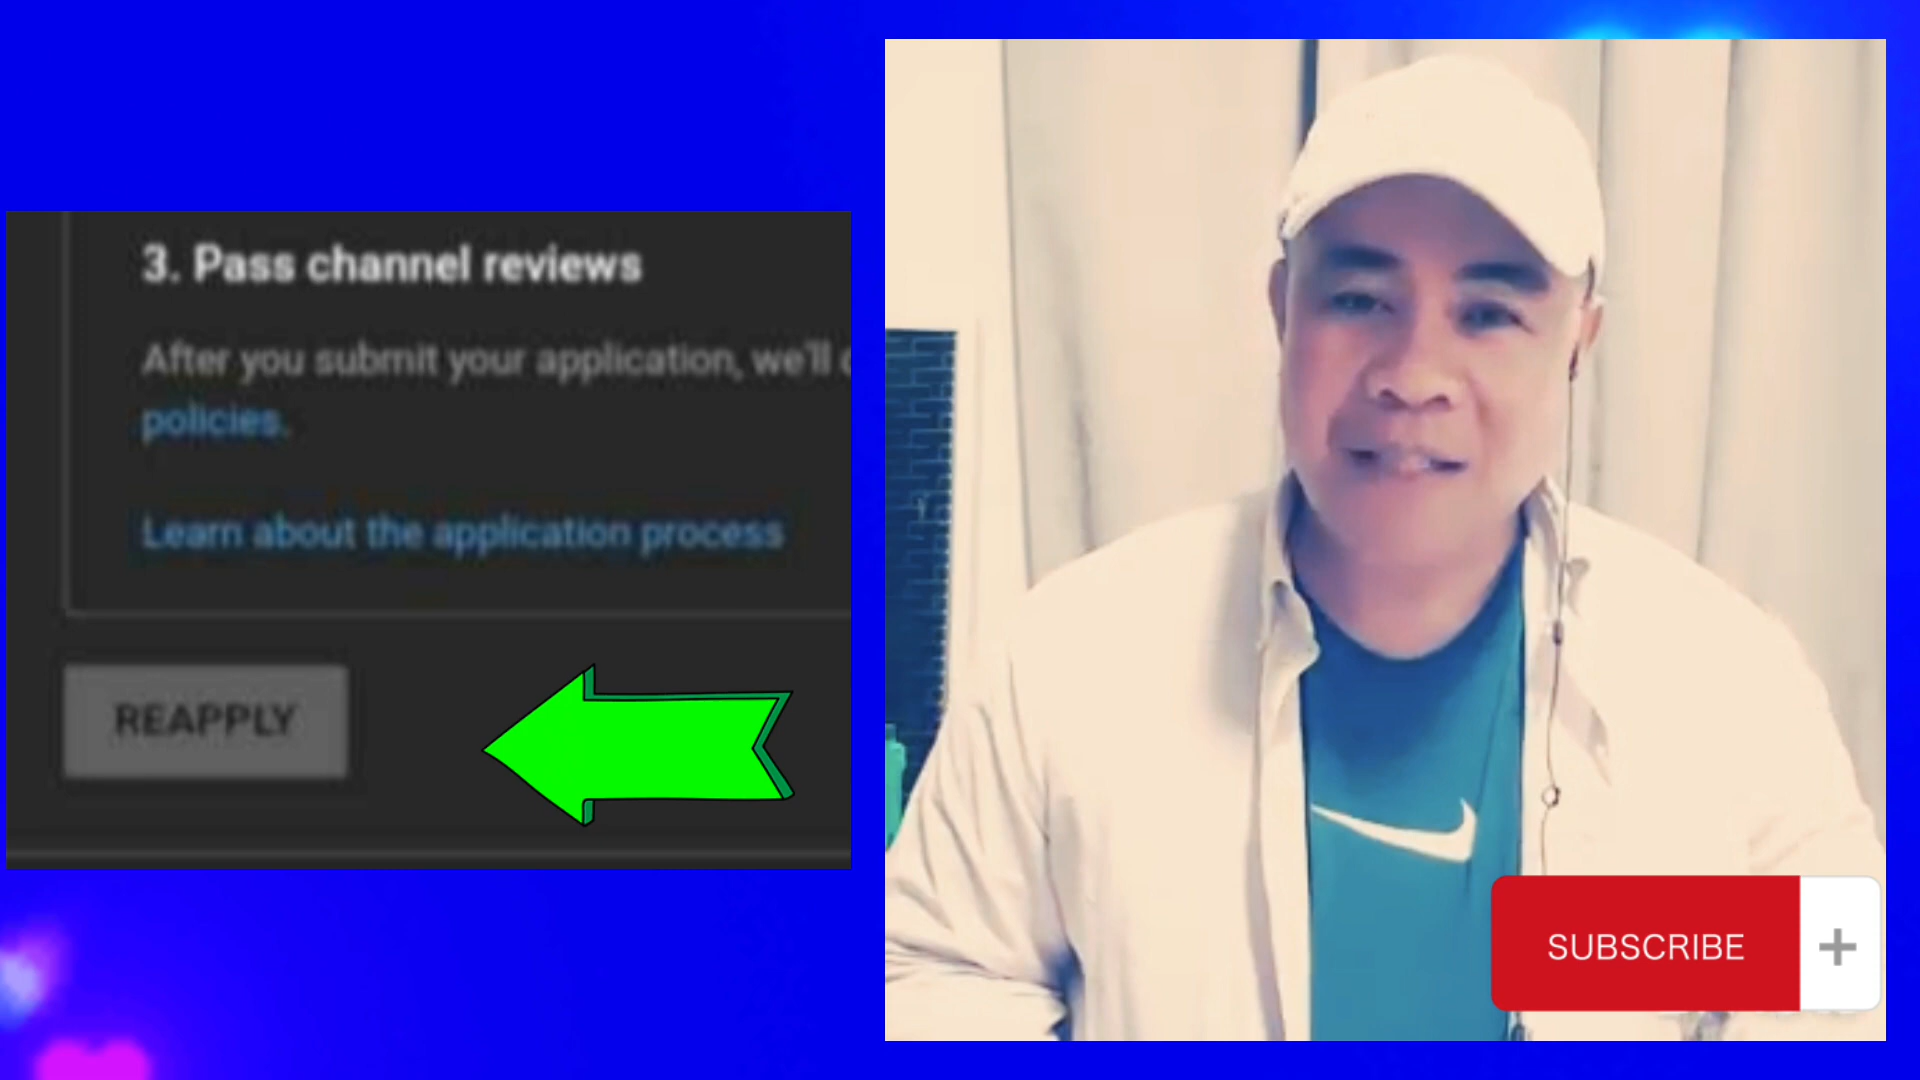 3. Pass channel reviews
After you submit your application, we'll
policies.
Learn about the application process
REAPPLY
SUBSCRIBE +